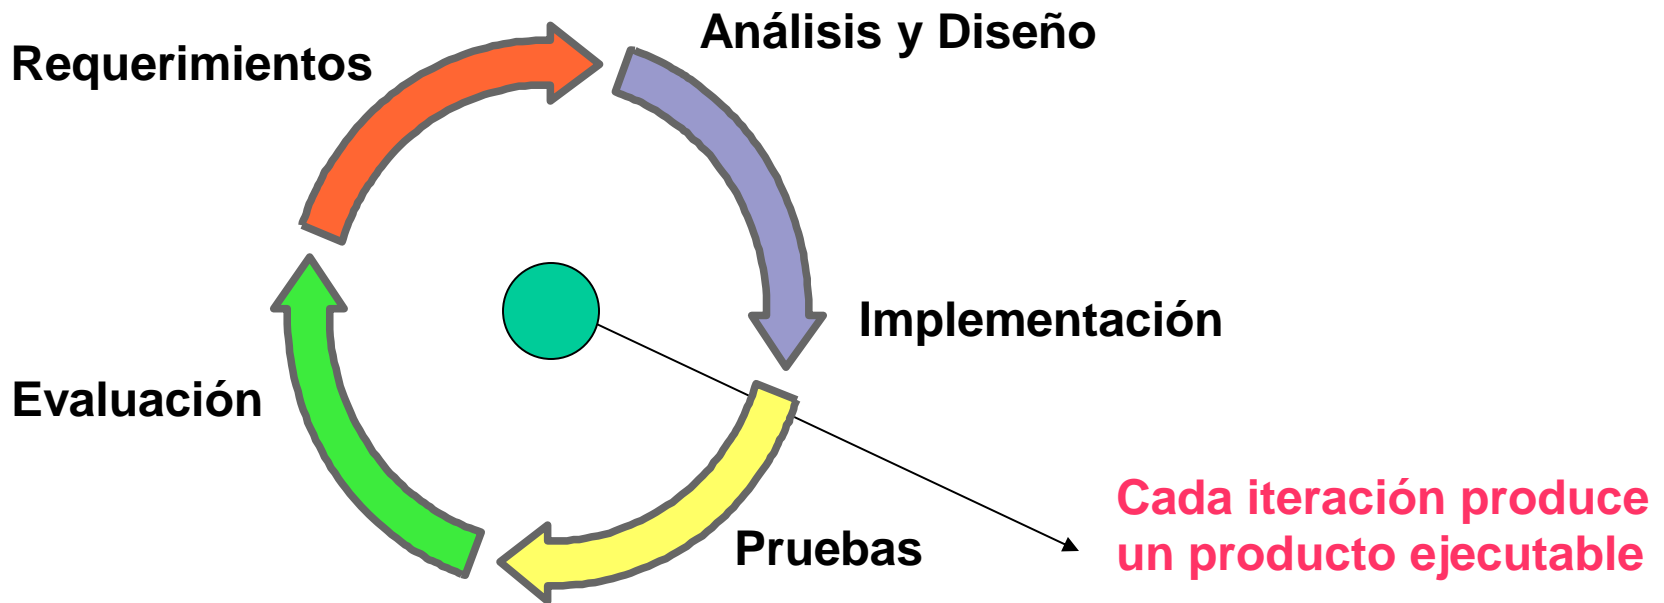 Análisis y Diseño
Requerimientos
Implementación
Evaluación
Cada iteración produce
un producto ejecutable
Pruebas